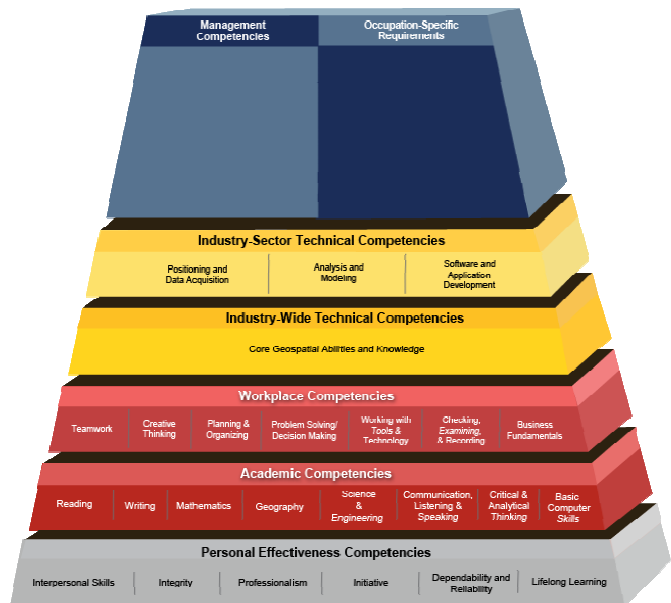 Management
Competencies
Occupation-Specific
Requirements
Industry-Sector Technical Competencies
Positioning and
Data Acquisition
Analysis and
Modeling
Software and
Application
Development
Industry-Wide Technical Competencies
Core Geospatial Abilities and Knowledge
Workplace Competencies
Teamwork
Creative
Thinking
Planning &
Organizing
Problem Solving/
Decision Making
Working with
Tools &
Technology
Checking,
Examining,
& Recording
Business
Fundamentals
Academic Competencies
Reading
Writing
Mathematics
Geography
Science
&
Engineering
Communication,
Listening &
Speaking
Critical &
Analytical
Thinking
Basic
Computer
Skills
Personal Effectiveness Competencies
Interpersonal Skills
Integrity
Professionalism
Initiative
Dependability and
Reliability
Lifelong Learning